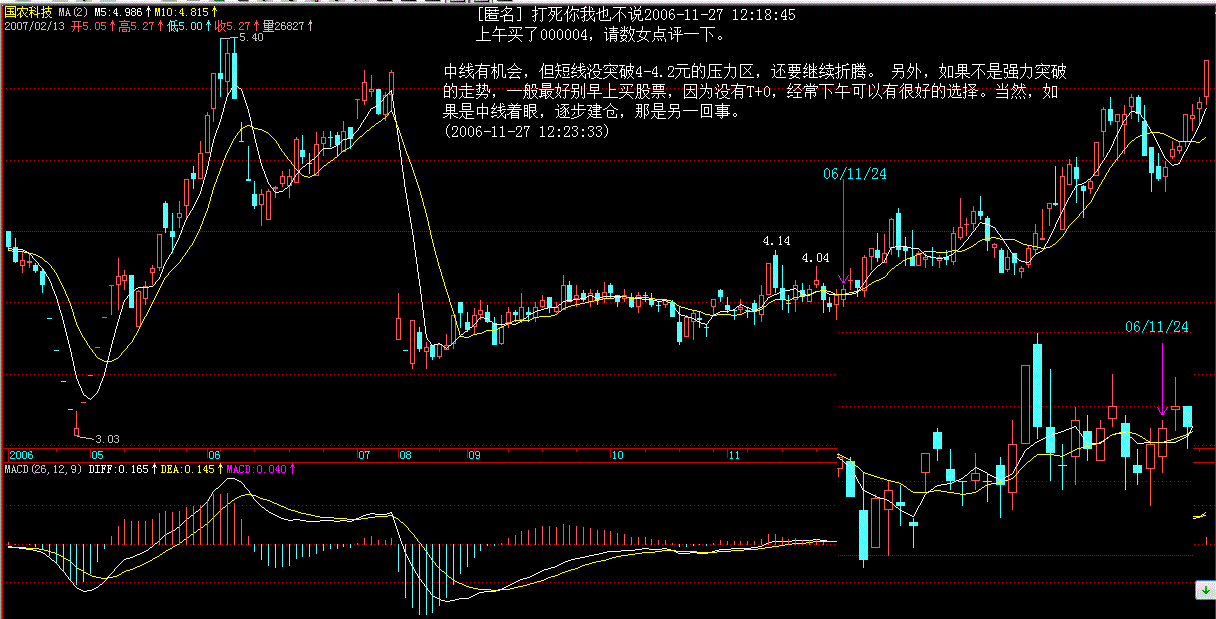 国农科技 MA(2) M5:4.986↑M10:4.815↑
2007/02/13 开5.05↑高5.27↑低5.00↑收5.27↑量26827↑
[匿名] 打死你我也不说2006-11-27 12:18:45
上午买了000004，请数女点评一下。
中线有机会，但短线没突破4-4.2元的压力区，还要继续折腾。 另外，如果不是强力突破
的走势，一般最好别早上买股票，因为没有T+0，经常下午可以有很好的选择。当然，如
果是中线着眼，逐步建仓，那是另一回事。
(2006-11-27 12:23:33)
5.40
06/11/24
4.14
4.04
06/11/24
3.03
2006 05 06 07 08 09 10 11
MACD(26,12,9) DIFF:0.165↑DEA:0.145↑MACD:0.040↑